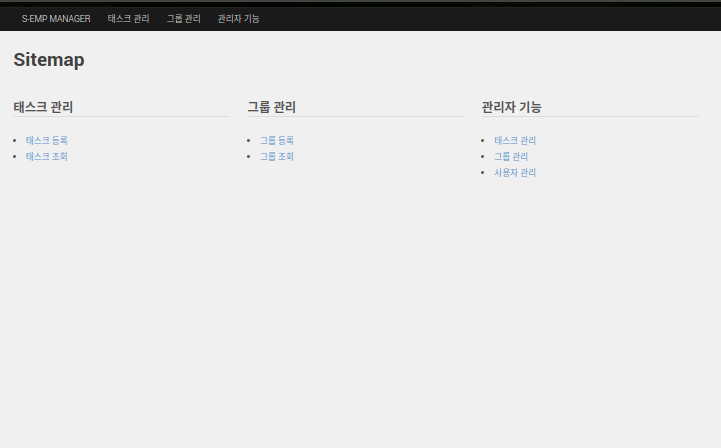 S-EMP MANAGER 태스크 관리 그룹 관리 관리자 기능
Sitemap
태스크 관리
태스크 등록
태스크 조회
그룹 관리
그룹 등록
그룹 조회
관리자 기능
태스크 관리
그룹 관리
사용자 관리